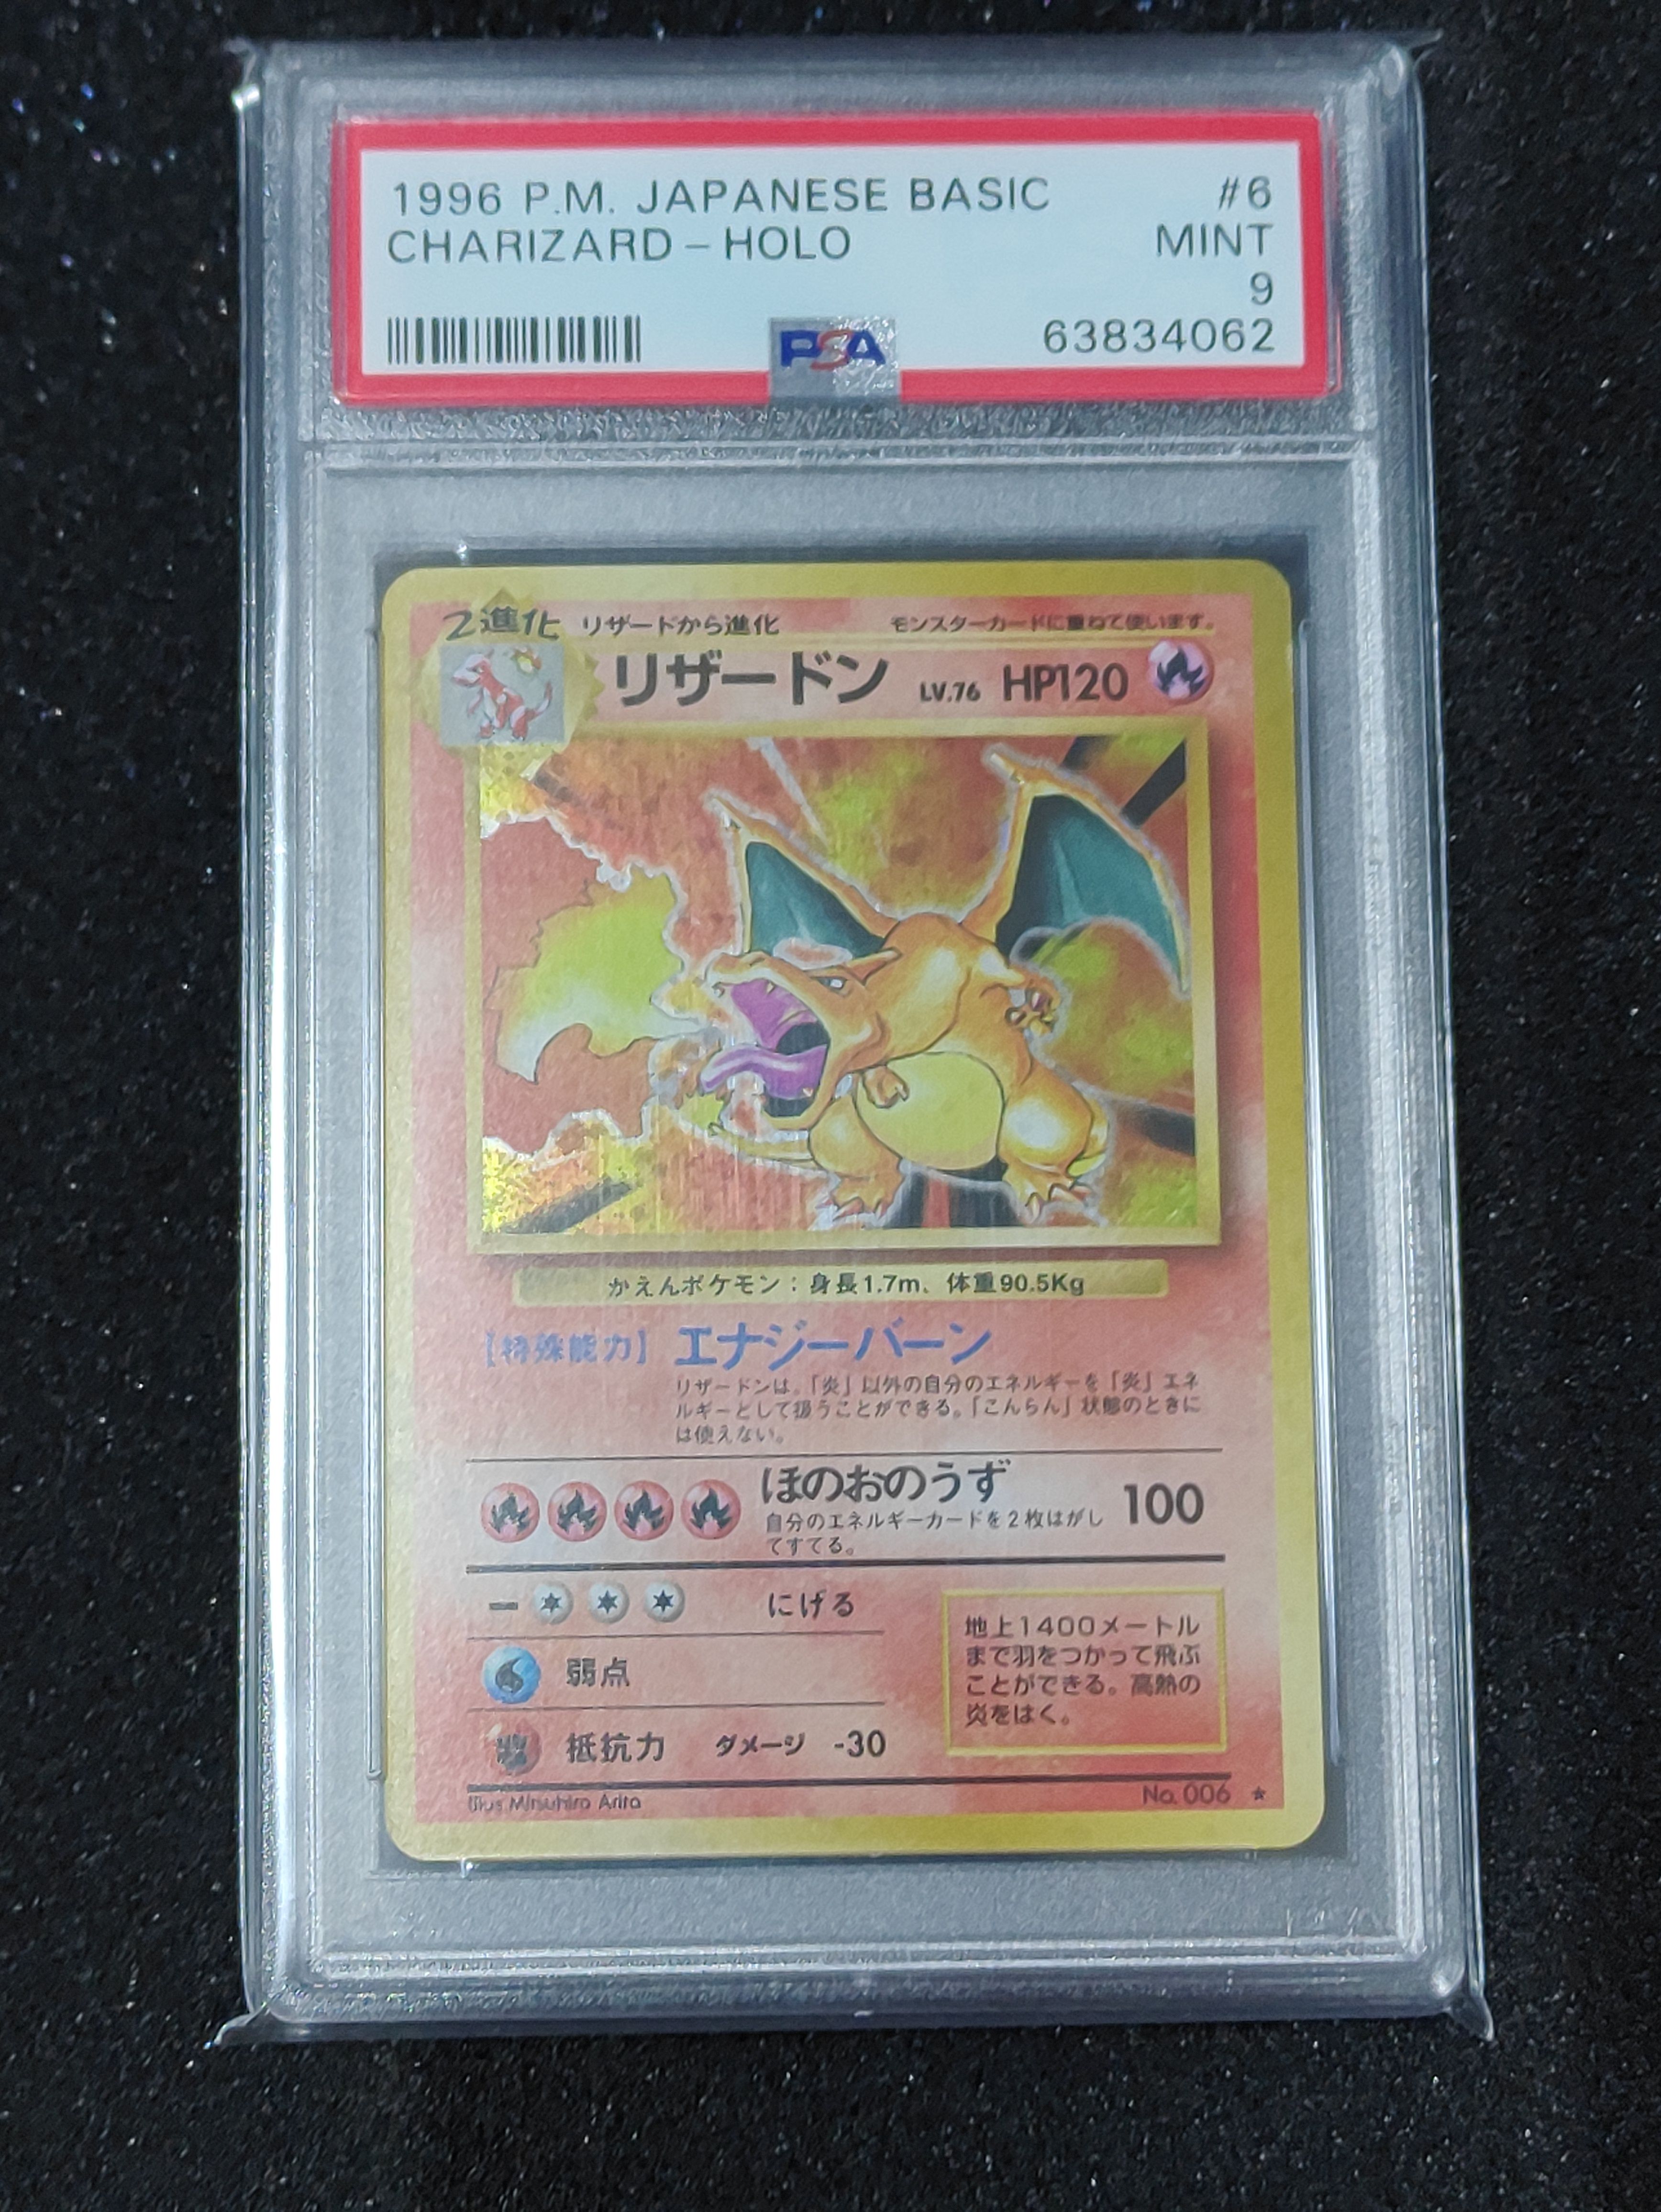 1996 P.M. JAPANESE BASIC #6
CHARIZARD - HOLO MINT
9
PSA 63834062
2進化 リザードから進化 モンスターカードに重ねて使います。
リザードン LV.76 HP120
かえんポケモン：身長1.7m、体重90.5Kg
【特殊能力】 エナジーバーン
リザードンは、「炎」以外の自分のエネルギーを「炎」エネ
ルギーとして扱うことができる。「こんらん」状態のときに
は使えない。
ほのおのうず 100
自分のエネルギーカードを2枚はがし
てすてる。
にげる
弱点
抵抗力 ダメージ -30
地上1400メートル
まで羽をつかって飛ぶ
ことができる。高熱の
炎をはく。
Illus Mitsuhiro Arita No. 006 ★